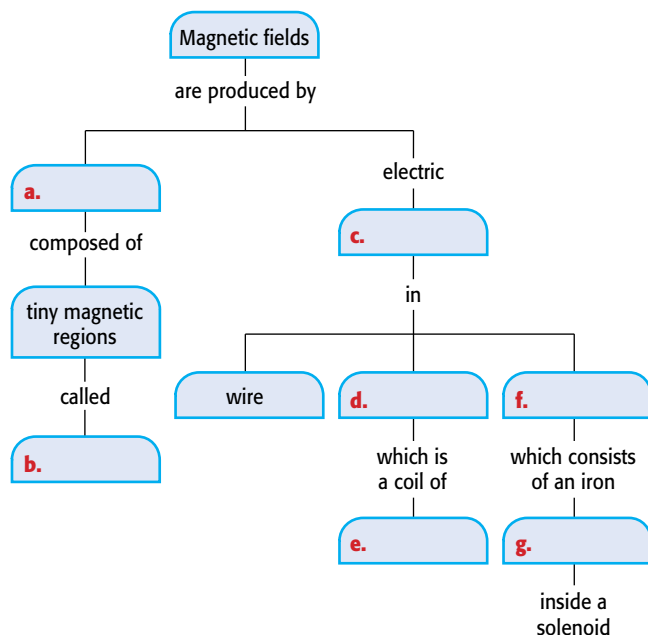 Magnetic fields
are produced by
electric
a.
c.
composed of
in
tiny magnetic
regions
called
wire
d.
f.
b.
which is
a coil of
which consists
of an iron
e.
g.
inside a
solenoid